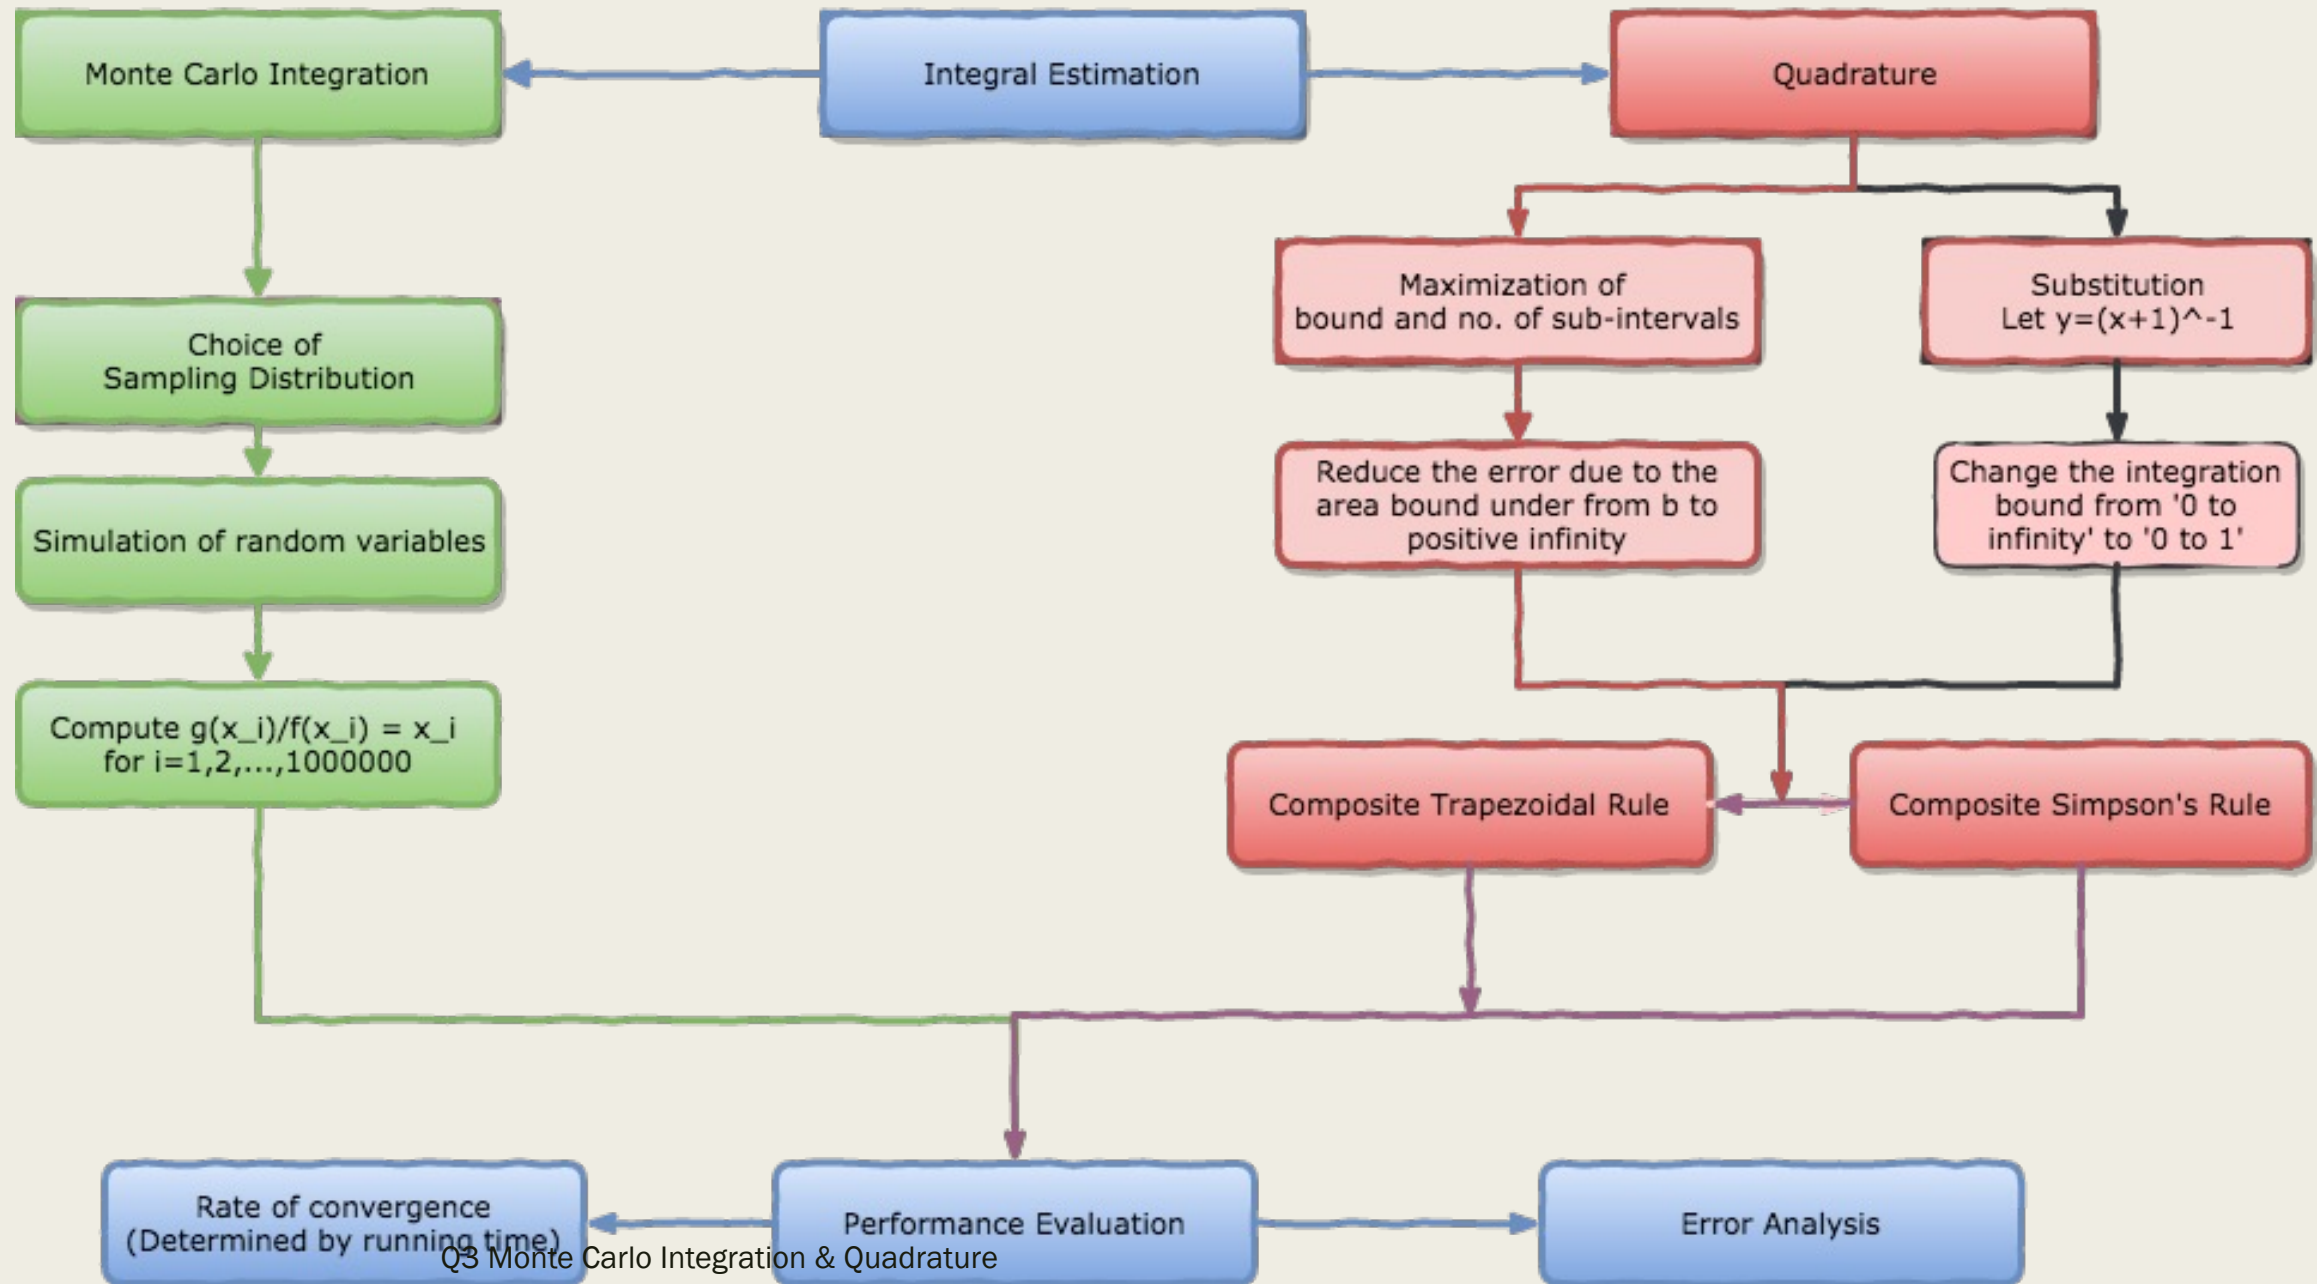 Monte Carlo Integration
Integral Estimation
Quadrature
Maximization of
bound and no. of sub-intervals
Substitution
Let y=(x+1)^-1
Choice of
Sampling Distribution
Reduce the error due to the
area bound under from b to
positive infinity
Change the integration
bound from '0 to
infinity' to '0 to 1'
Simulation of random variables
Compute g(x_i)/f(x_i) = x_i
for i=1,2,...,1000000
Composite Trapezoidal Rule
Composite Simpson's Rule
Rate of convergence
(Determined by running time)
Performance Evaluation
Error Analysis
Q3 Monte Carlo Integration & Quadrature